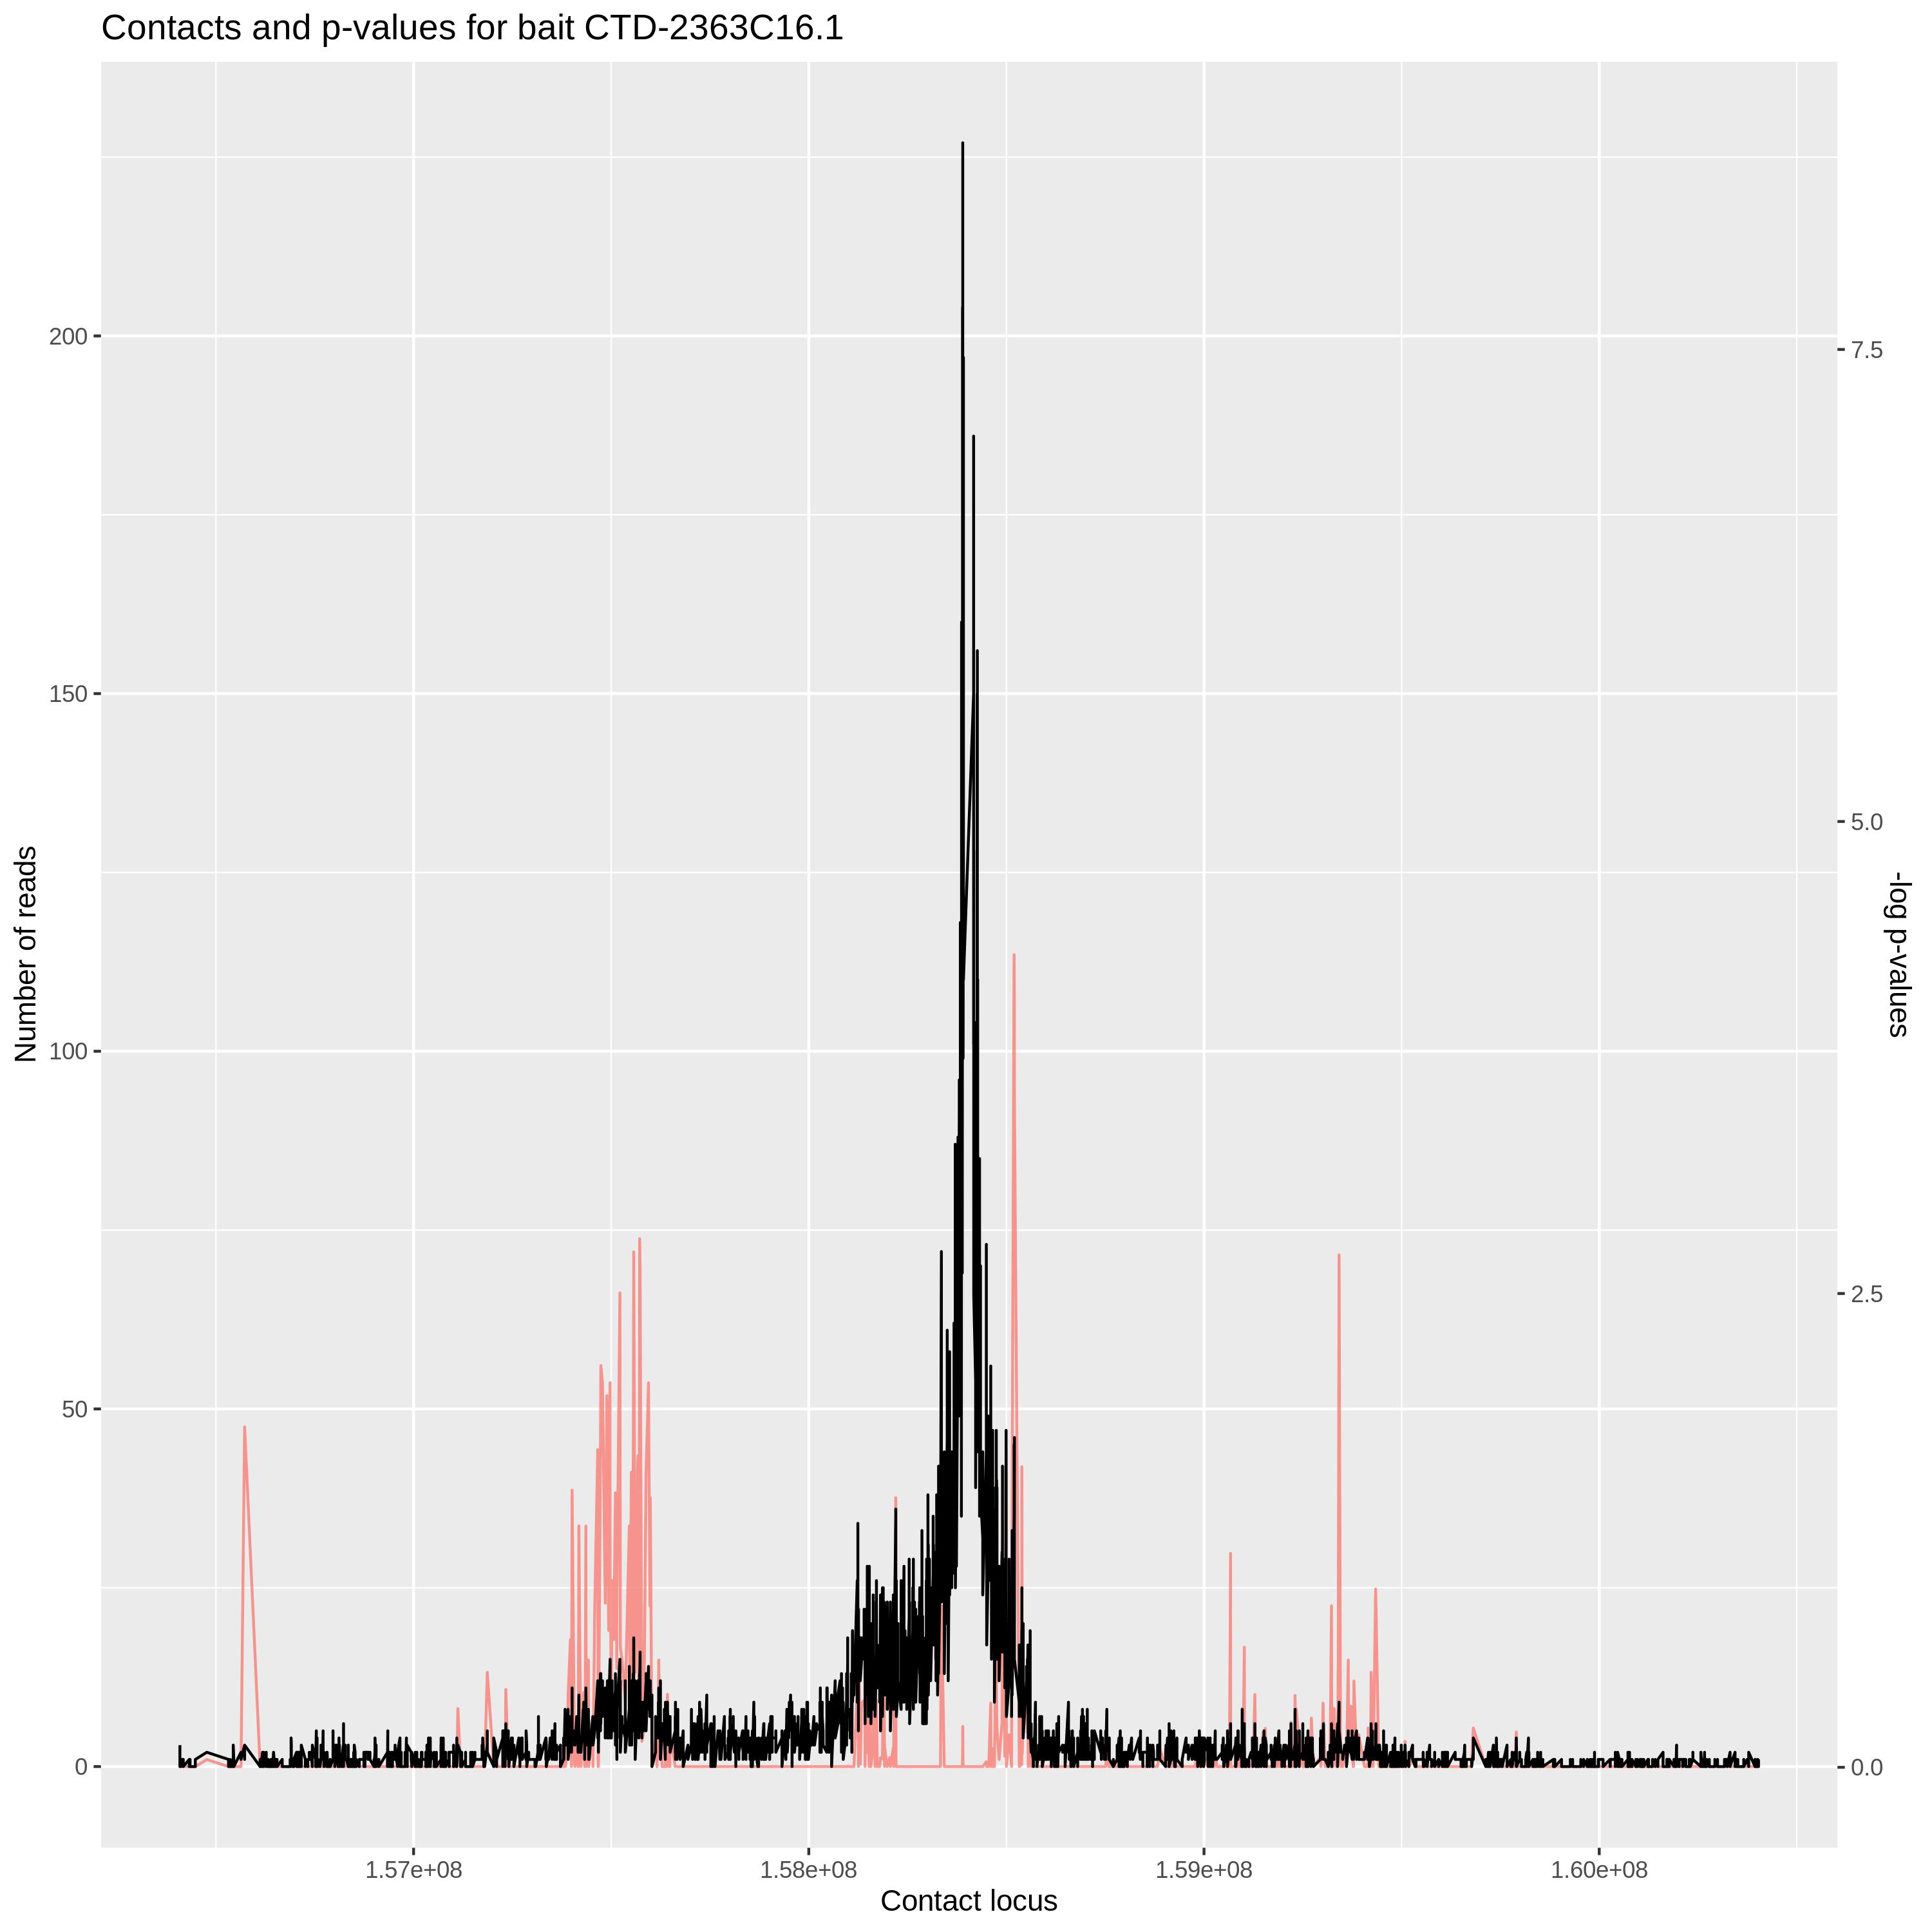 Contacts and p-values for bait CTD-2363C16.1
200
150
100
50
0
7.5
5.0
2.5
0.0
Number of reads
-log p-values
1.57e+08
1.58e+08
1.59e+08
1.60e+08
Contact locus